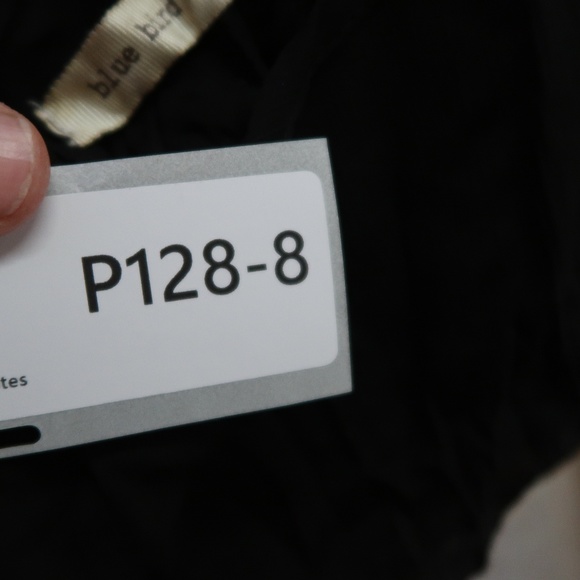 blue bird
P128-8
tes